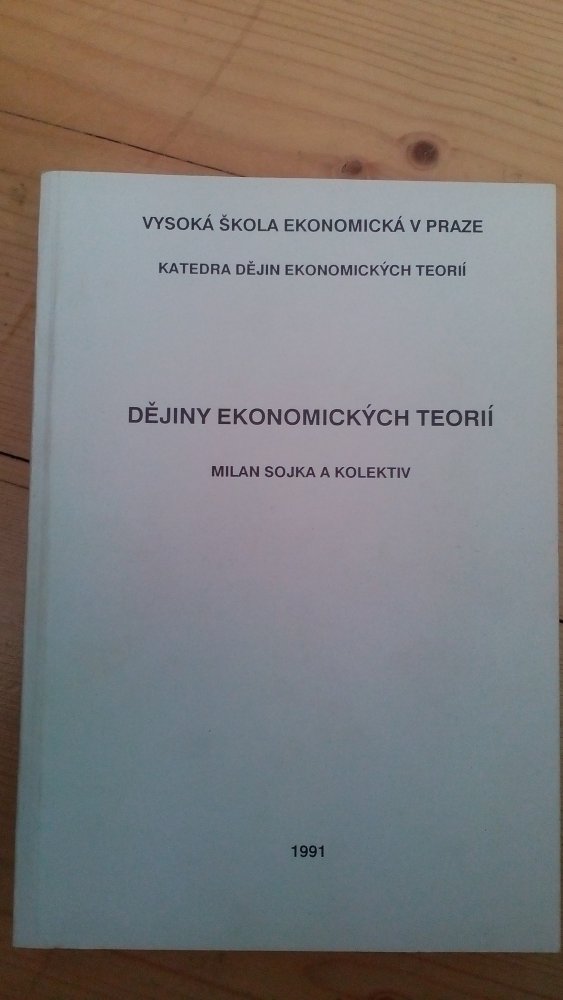 VYSOKÁ ŠKOLA EKONOMICKÁ V PRAZE
KATEDRA DĚJIN EKONOMICKÝCH TEORIÍ
DĚJINY EKONOMICKÝCH TEORIÍ
MILAN SOJKA A KOLEKTIV
1991